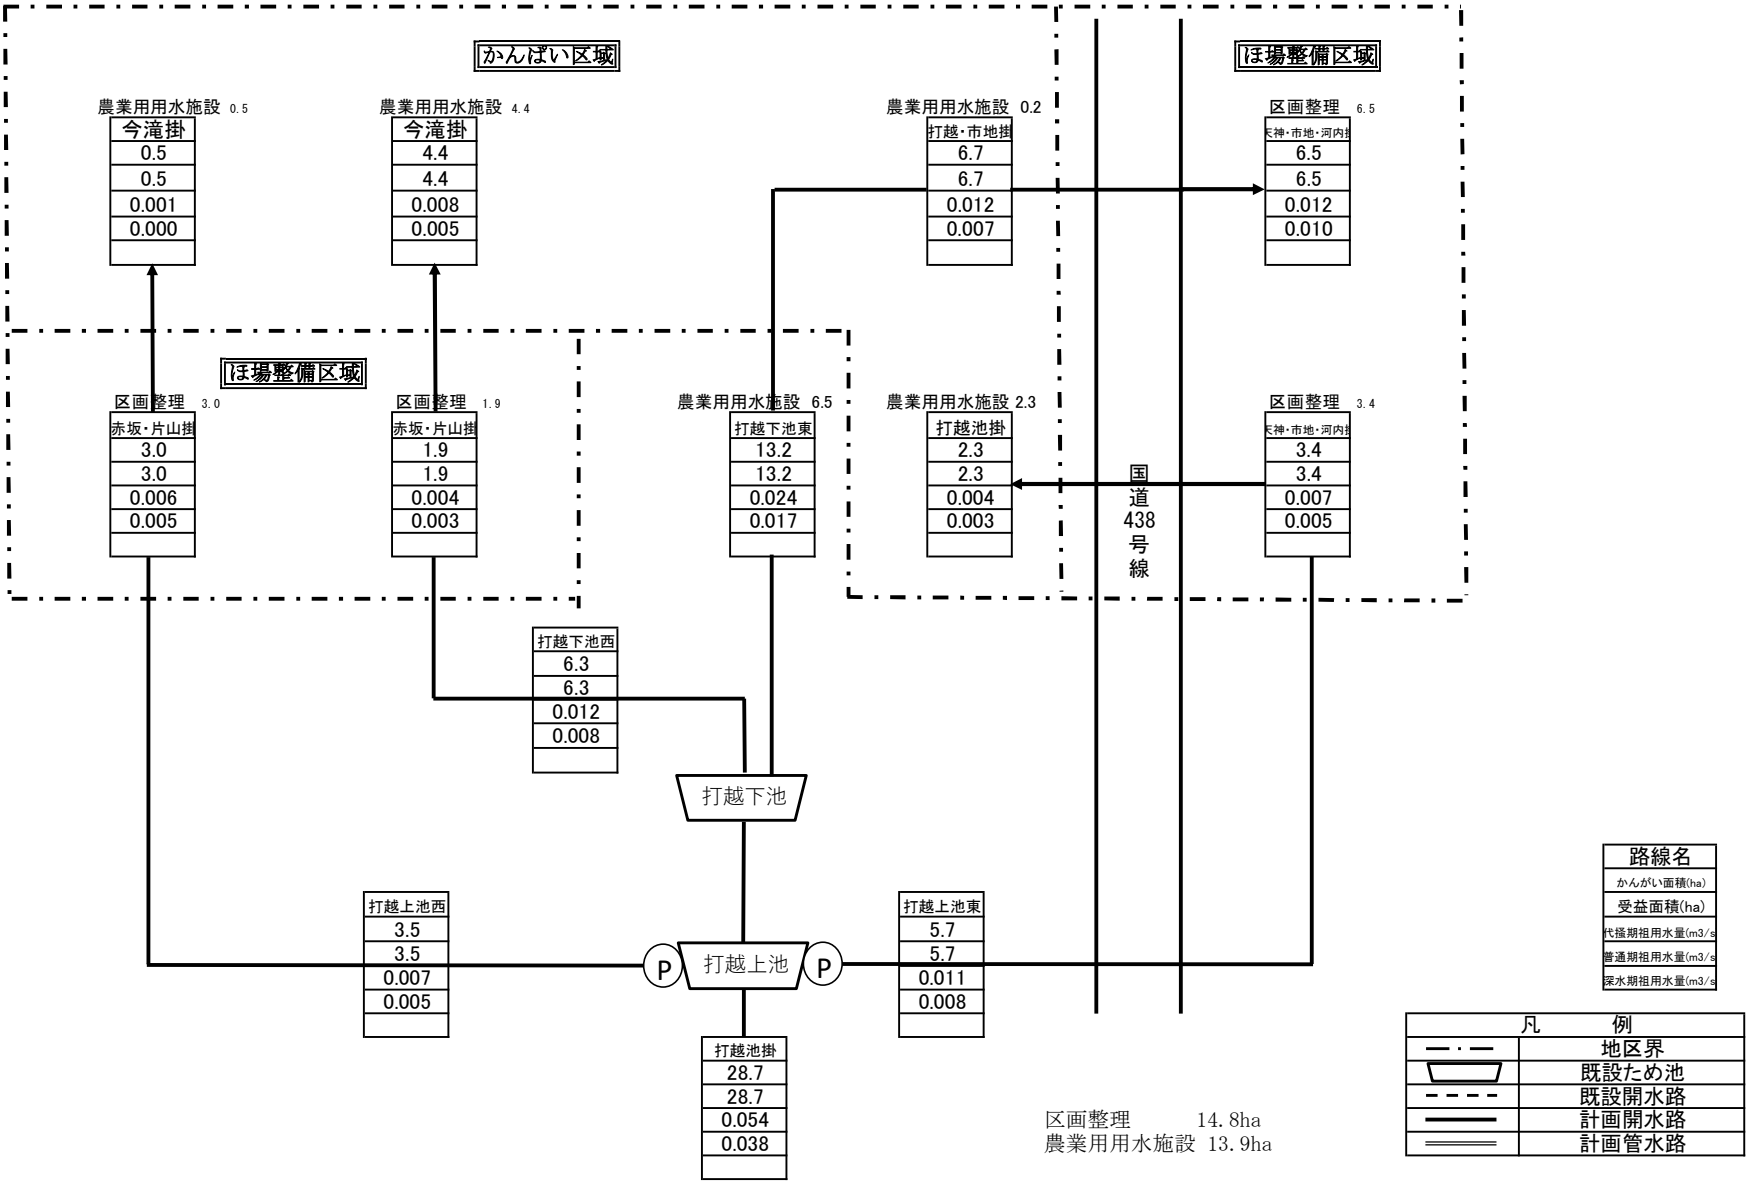 かんぱい区域
ほ場整備区域
農業用用水施設 0.5
今滝掛
0.5
0.5
0.001
0.000
農業用用水施設 4.4
今滝掛
4.4
4.4
0.008
0.005
農業用用水施設 0.2
打越・市地掛
6.7
6.7
0.012
0.007
区画整理 6.5
天神・市地・河内掛
6.5
6.5
0.012
0.010
ほ場整備区域
区画整理 3.0
赤坂・片山掛
3.0
3.0
0.006
0.005
区画整理 1.9
赤坂・片山掛
1.9
1.9
0.004
0.003
農業用用水施設 6.5
打越下池東
13.2
13.2
0.024
0.017
農業用用水施設 2.3
打越池掛
2.3
2.3
0.004
0.003
国
道
438
号
線
区画整理 3.4
天神・市地・河内掛
3.4
3.4
0.007
0.005
打越下池西
6.3
6.3
0.012
0.008
打越下池
打越上池西
3.5
3.5
0.007
0.005
P
打越上池
P
打越上池東
5.7
5.7
0.011
0.008
打越池掛
28.7
28.7
0.054
0.038
区画整理 14.8ha
農業用用水施設 13.9ha
路線名
かんがい面積(ha)
受益面積(ha)
代掻期祖用水量(m3/s
普通期祖用水量(m3/s
深水期祖用水量(m3/s
凡 例
地区界
既設ため池
既設開水路
計画開水路
計画管水路